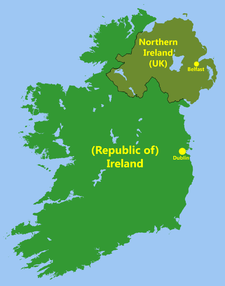 Northern
Ireland
(UK)
Belfast
(Republic of)
Ireland
Dublin